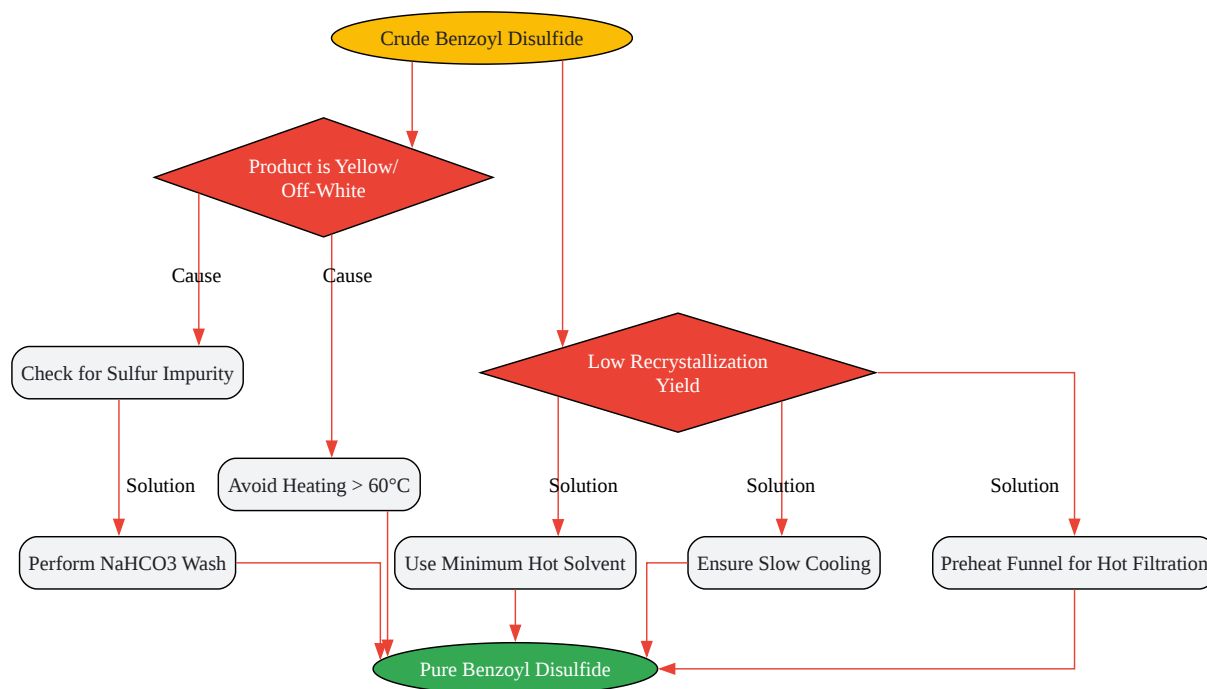 Crude Benzoyl Disulfide
Product is Yellow/
Off-White
Cause
Cause
Low Recrystallization
Yield
Check for Sulfur Impurity
Solution
Avoid Heating > 60°C
Solution
Solution
Solution
Perform NaHCO3 Wash
Use Minimum Hot Solvent
Ensure Slow Cooling
Preheat Funnel for Hot Filtration
Pure Benzoyl Disulfide